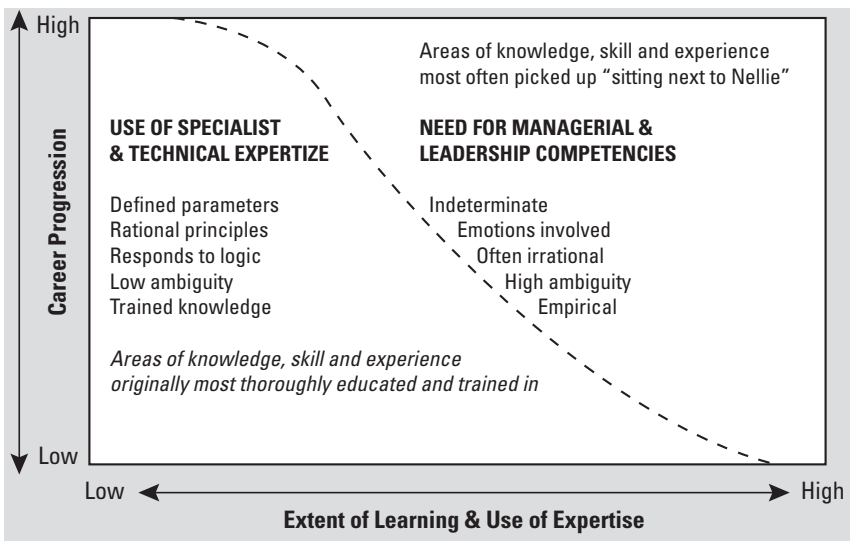 High
Areas of knowledge, skill and experience
most often picked up “sitting next to Nellie”
USE OF SPECIALIST
& TECHNICAL EXPERTIZE
NEED FOR MANAGERIAL &
LEADERSHIP COMPETENCIES
Defined parameters
Rational principles
Responds to logic
Low ambiguity
Trained knowledge
Indeterminate
Emotions involved
Often irrational
High ambiguity
Empirical
Areas of knowledge, skill and experience
originally most thoroughly educated and trained in
Career Progression
Low
Low
High
Extent of Learning & Use of Expertise